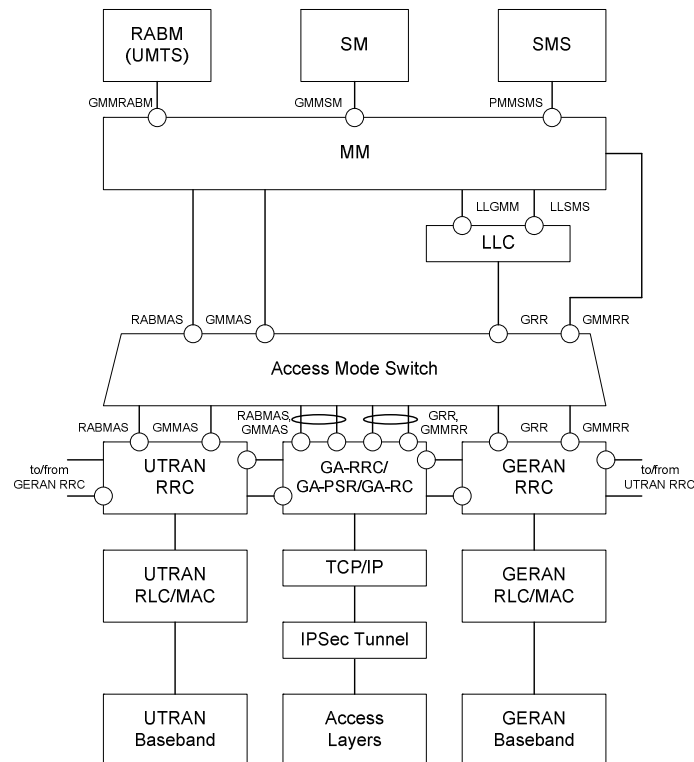 RABM
(UMTS)
SM
SMS
GMMRABM
GMMSM
PMMSMS
MM
LLGMM
LLSMS
LLC
RABMAS
GMMAS
GRR
GMMRR
Access Mode Switch
RABMAS
GMMAS
RABMAS,
GMMAS
GRR,
GMMRR
GRR
GMMRR
to/from
GERAN RRC
UTRAN
RRC
GA-RRC/
GA-PSR/GA-RC
GERAN
RRC
to/from
UTRAN RRC
UTRAN
RLC/MAC
TCP/IP
GERAN
RLC/MAC
IPSec Tunnel
UTRAN
Baseband
Access
Layers
GERAN
Baseband